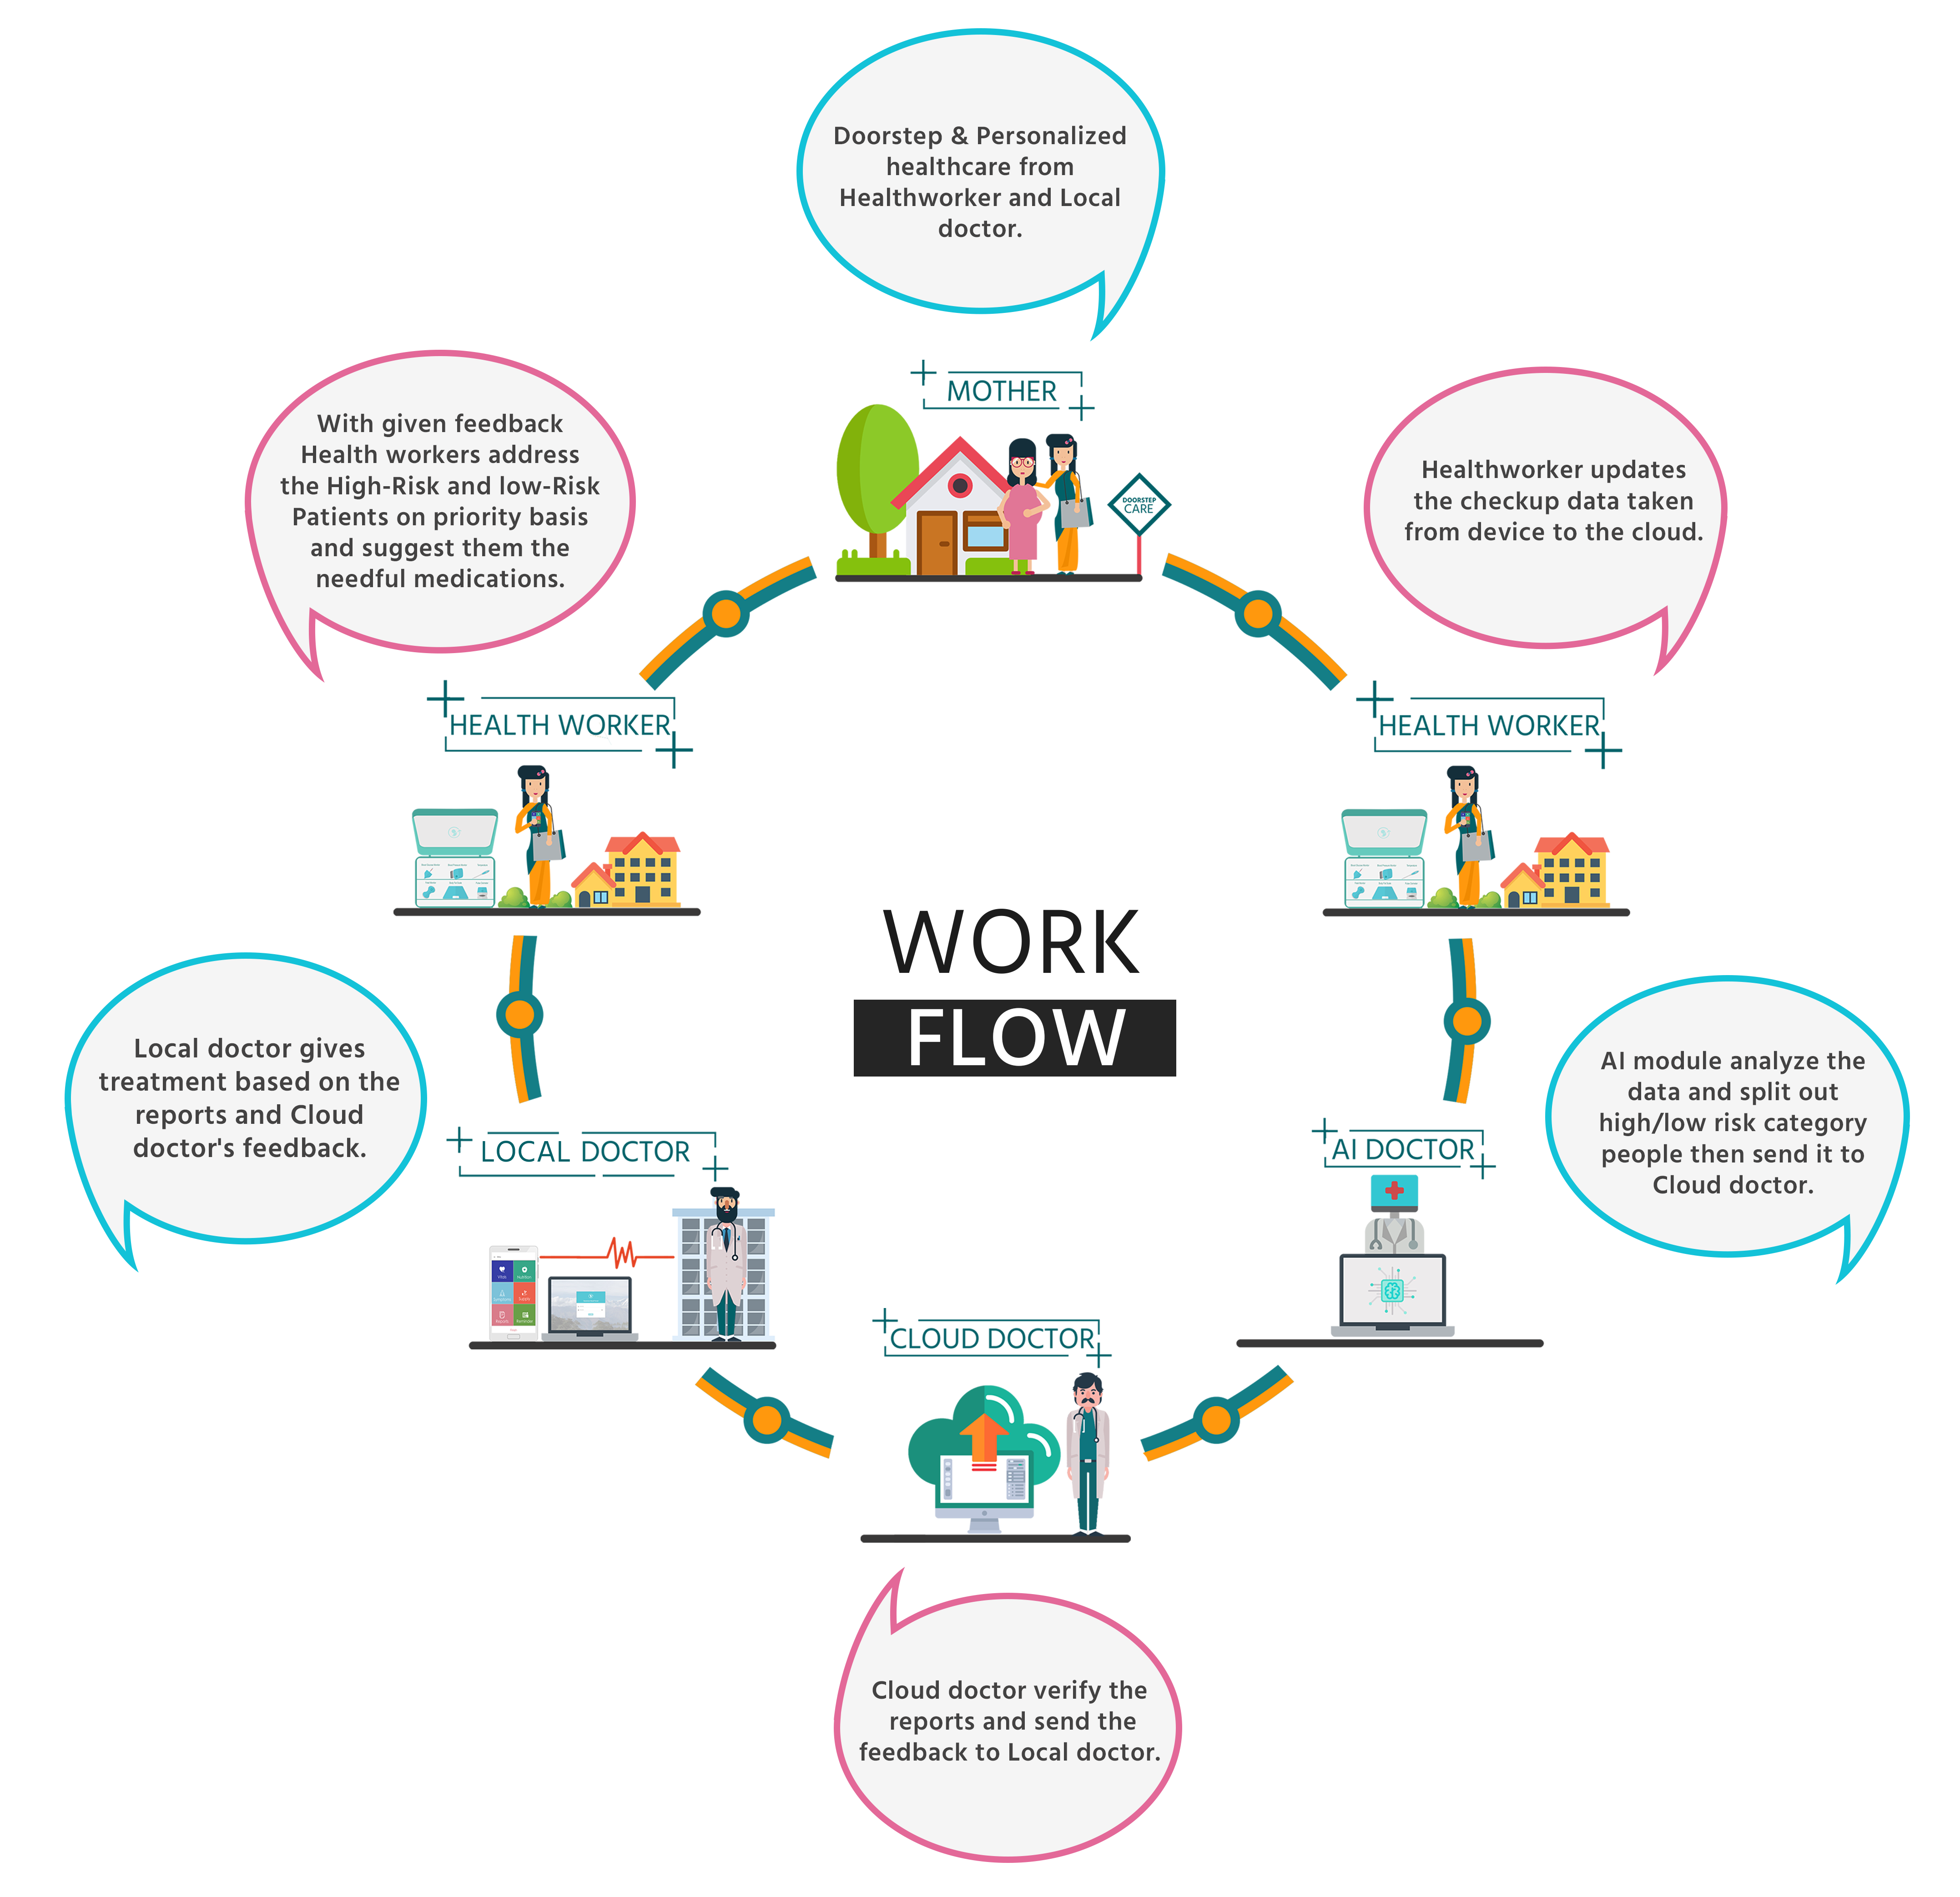 Doorstep & Personalized
healthcare from
Healthworker and Local
doctor.
MOTHER
DOORSTEP
CARE
With given feedback
Health workers address
the High-Risk and low-Risk
Patients on priority basis
and suggest them the
needful medications.
Healthworker updates
the checkup data taken
from device to the cloud.
HEALTH WORKER
HEALTH WORKER
WORK
FLOW
Local doctor gives
treatment based on the
reports and Cloud
doctor's feedback.
AI module analyze the
data and split out
high/low risk category
people then send it to
Cloud doctor.
LOCAL DOCTOR
AI DOCTOR
CLOUD DOCTOR
Cloud doctor verify the
reports and send the
feedback to Local doctor.